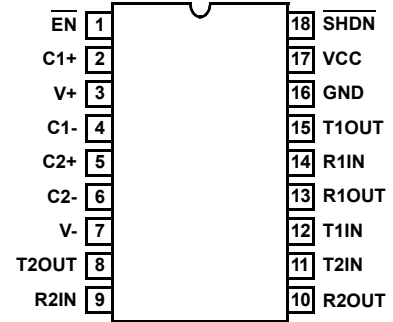 EN 1 18 SHDN
C1+ 2 17 VCC
V+ 3 16 GND
C1- 4 15 T1OUT
C2+ 5 14 R1IN
C2- 6 13 R1OUT
V- 7 12 T1IN
T2OUT 8 11 T2IN
R2IN 9 10 R2OUT